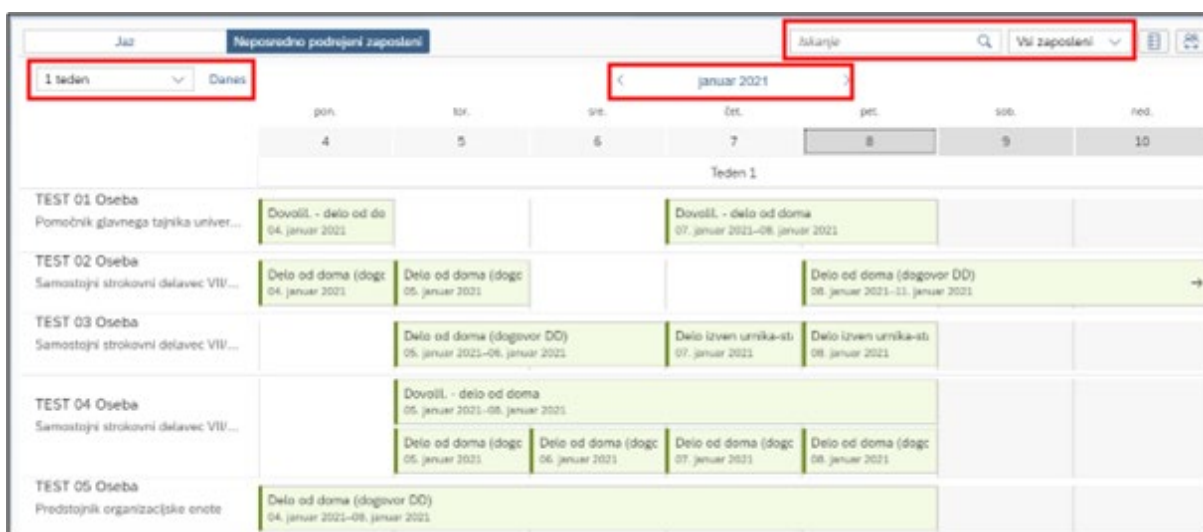 Jaz Neposredno podrejeni zaposleni Iskanje Vsi zaposleni
1 teden Danes januar 2021
pon. tor. sre. čet. pet. sob. ned.
4 5 6 7 8 9 10
Teden 1
TEST 01 Oseba
Pomočnik glavnega tajnika univer...
Dovolil. - delo od do
04. januar 2021
Dovolil. - delo od doma
07. januar 2021–08. januar 2021
TEST 02 Oseba
Samostojni strokovni delavec VII/...
Delo od doma (dogc
04. januar 2021
Delo od doma (dogc
05. januar 2021
Delo od doma (dogovor DD)
08. januar 2021–11. januar 2021
TEST 03 Oseba
Samostojni strokovni delavec VII/...
Delo od doma (dogovor DD)
05. januar 2021–06. januar 2021
Delo izven urnika-sta
07. januar 2021
Delo izven urnika-sta
08. januar 2021
TEST 04 Oseba
Samostojni strokovni delavec VII/...
Dovolil. - delo od doma
05. januar 2021–08. januar 2021
Delo od doma (dogc
05. januar 2021
Delo od doma (dogc
06. januar 2021
Delo od doma (dogc
07. januar 2021
Delo od doma (dogc
08. januar 2021
TEST 05 Oseba
Predstojnik organizacijske enote
Delo od doma (dogovor DD)
04. januar 2021–08. januar 2021